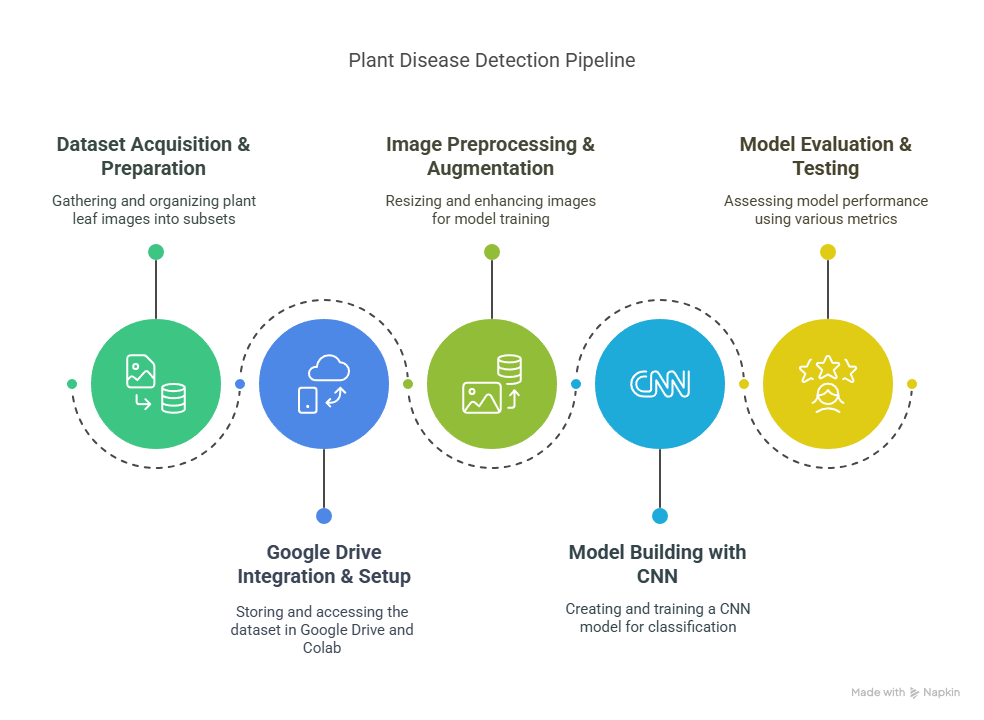 Plant Disease Detection Pipeline
Dataset Acquisition &
Preparation
Gathering and organizing plant
leaf images into subsets
Image Preprocessing &
Augmentation
Resizing and enhancing images
for model training
Model Evaluation &
Testing
Assessing model performance
using various metrics
CNN
Google Drive
Integration & Setup
Storing and accessing the
dataset in Google Drive and
Colab
Model Building with
CNN
Creating and training a CNN
model for classification
Made with Napkin